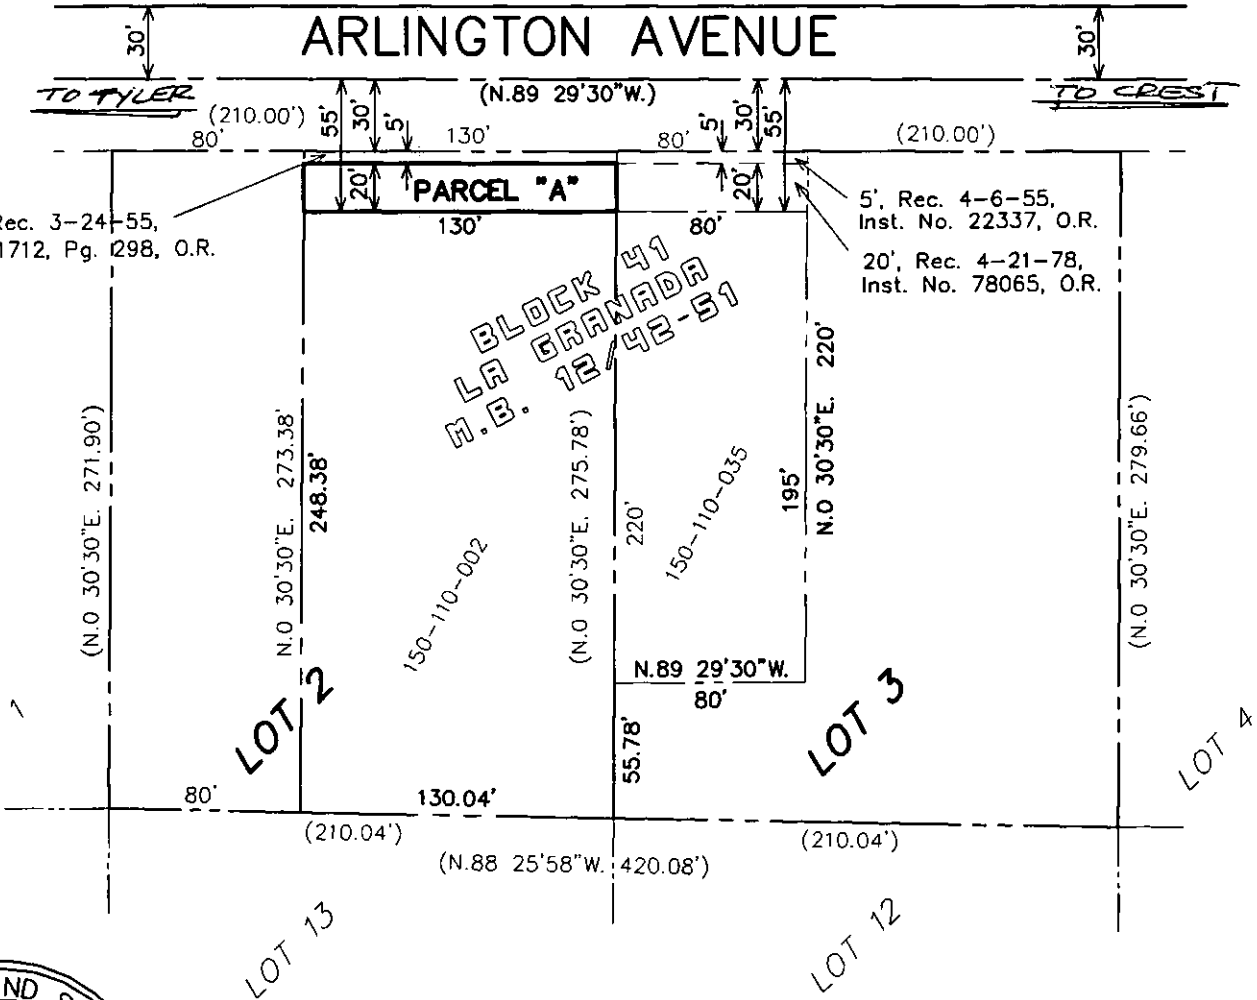 ARLINGTON AVENUE
30'
30'
TO TYLER
TO CREST
(N.89 29'30"W.)
(210.00')
80'
55'
30'
5'
130'
80'
5'
30'
55'
(210.00')
20'
PARCEL "A"
20'
130'
80'
Rec. 3-24-55,
1712, Pg. 298, O.R.
5', Rec. 4-6-55,
Inst. No. 22337, O.R.
20', Rec. 4-21-78,
Inst. No. 78065, O.R.
BLOCK 41
LA GRANADA
M.B. 12/42-51
(N.0 30'30"E. 271.90')
N.0 30'30"E. 273.38'
248.38'
(N.0 30'30"E. 275.78')
220'
195'
N.0 30'30"E. 220'
(N.0 30'30"E. 279.66')
150-110-002
150-110-035
N.89 29'30"W.
80'
1
LOT 2
LOT 3
LOT 4
55.78'
80'
130.04'
(210.04')
(210.04')
(N.88 25'58"W. 420.08')
LOT 13
LOT 12
ND